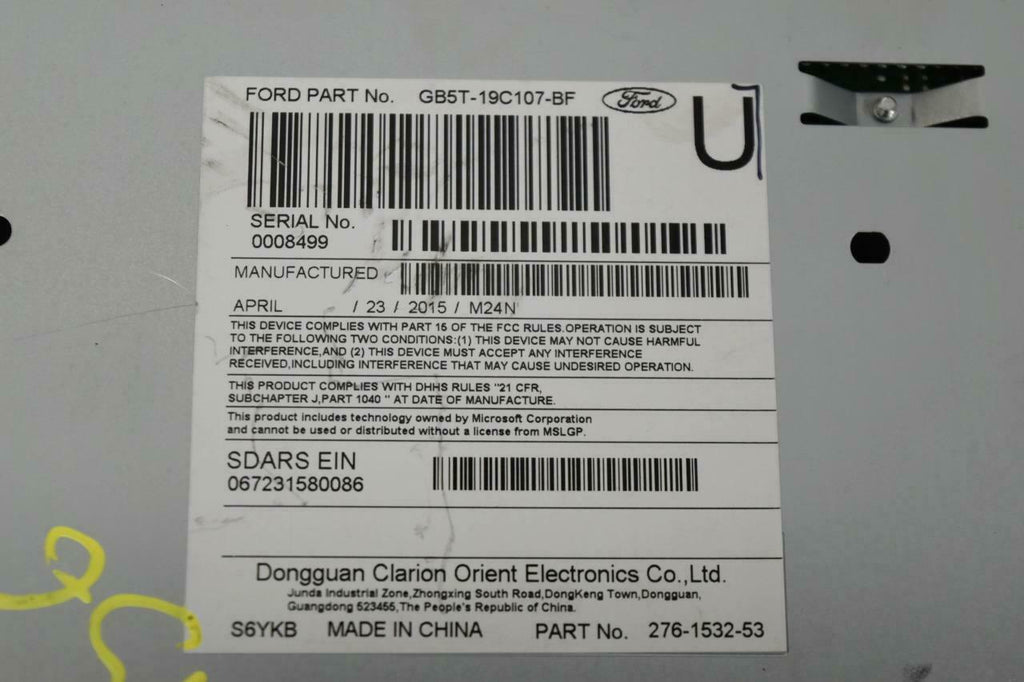 FORD PART No. GB5T-19C107-BF Ford
U
SERIAL No.
0008499
MANUFACTURED
APRIL / 23 / 2015 / M24N
THIS DEVICE COMPLIES WITH PART 15 OF THE FCC RULES.OPERATION IS SUBJECT
TO THE FOLLOWING TWO CONDITIONS:(1) THIS DEVICE MAY NOT CAUSE HARMFUL
INTERFERENCE,AND (2) THIS DEVICE MUST ACCEPT ANY INTERFERENCE
RECEIVED,INCLUDING INTERFERENCE THAT MAY CAUSE UNDESIRED OPERATION.
THIS PRODUCT COMPLIES WITH DHHS RULES "21 CFR,
SUBCHAPTER J,PART 1040 " AT DATE OF MANUFACTURE.
This product includes technology owned by Microsoft Corporation
and cannot be used or distributed without a license from MSLGP.
SDARS EIN
067231580086
Dongguan Clarion Orient Electronics Co.,Ltd.
Junda Industrial Zone,Zhongxing South Road,DongKeng Town,Dongguan,
Guangdong 523455,The People's Republic of China.
S6YKB MADE IN CHINA PART No. 276-1532-53